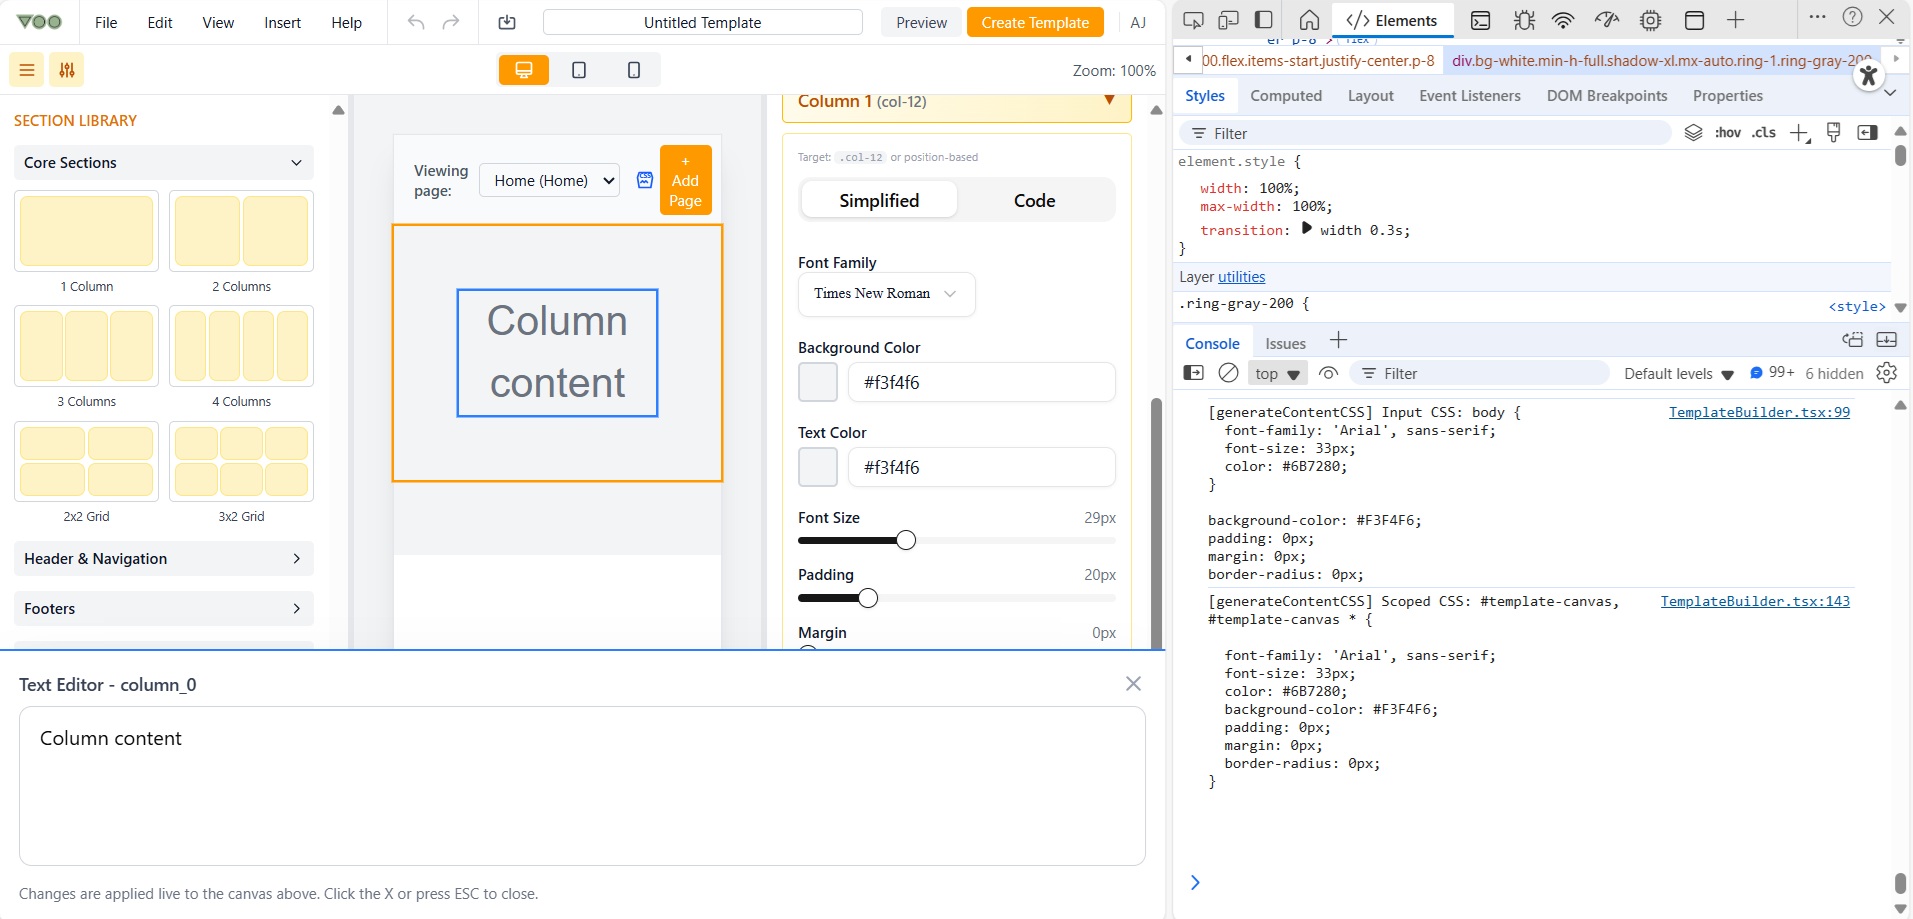 VOO File Edit View Insert Help Untitled Template Preview Create Template AJ
Zoom: 100%
SECTION LIBRARY
Core Sections
1 Column
2 Columns
3 Columns
4 Columns
2x2 Grid
3x2 Grid
Header & Navigation
Footers
Viewing page:
Home (Home)
CSS
+ Add Page
Column
content
Column 1 (col-12)
Target: .col-12 or position-based
Simplified Code
Font Family
Times New Roman
Background Color
#f3f4f6
Text Color
#f3f4f6
Font Size 29px
Padding 20px
Margin 0px
Text Editor - column_0
Column content
Changes are applied live to the canvas above. Click the X or press ESC to close.
</> Elements
er p-8 > flex
00.flex.items-start.justify-center.p-8 div.bg-white.min-h-full.shadow-xl.mx-auto.ring-1.ring-gray-200
Styles Computed Layout Event Listeners DOM Breakpoints Properties
Filter :hov .cls
element.style {
width: 100%;
max-width: 100%;
transition: width 0.3s;
}
Layer utilities
.ring-gray-200 { <style>
Console Issues
top Filter Default levels 99+ 6 hidden
[generateContentCSS] Input CSS: body { TemplateBuilder.tsx:99
font-family: 'Arial', sans-serif;
font-size: 33px;
color: #6B7280;
}
background-color: #F3F4F6;
padding: 0px;
margin: 0px;
border-radius: 0px;
[generateContentCSS] Scoped CSS: #template-canvas, TemplateBuilder.tsx:143
#template-canvas * {
font-family: 'Arial', sans-serif;
font-size: 33px;
color: #6B7280;
background-color: #F3F4F6;
padding: 0px;
margin: 0px;
border-radius: 0px;
}